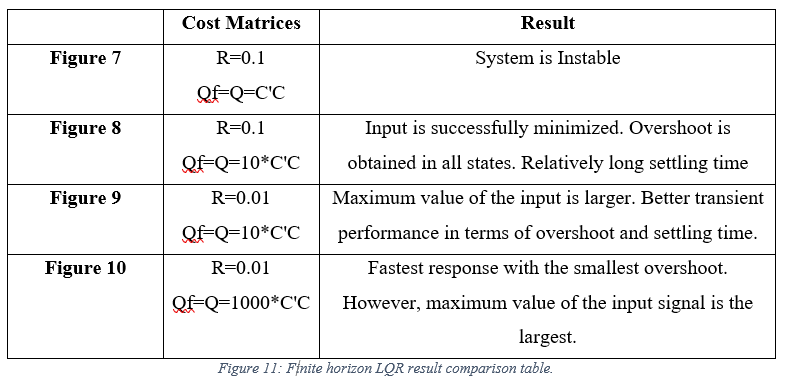 Cost Matrices Result
Figure 7 R=0.1 System is Instable
Qf=Q=C'C
Figure 8 R=0.1 Input is successfully minimized. Overshoot is
Qf=Q=10*C'C obtained in all states. Relatively long settling time
Figure 9 R=0.01 Maximum value of the input is larger. Better transient
Qf=Q=10*C'C performance in terms of overshoot and settling time.
Figure 10 R=0.01 Fastest response with the smallest overshoot.
Qf=Q=1000*C'C However, maximum value of the input signal is the
largest.
Figure 11: Finite horizon LQR result comparison table.